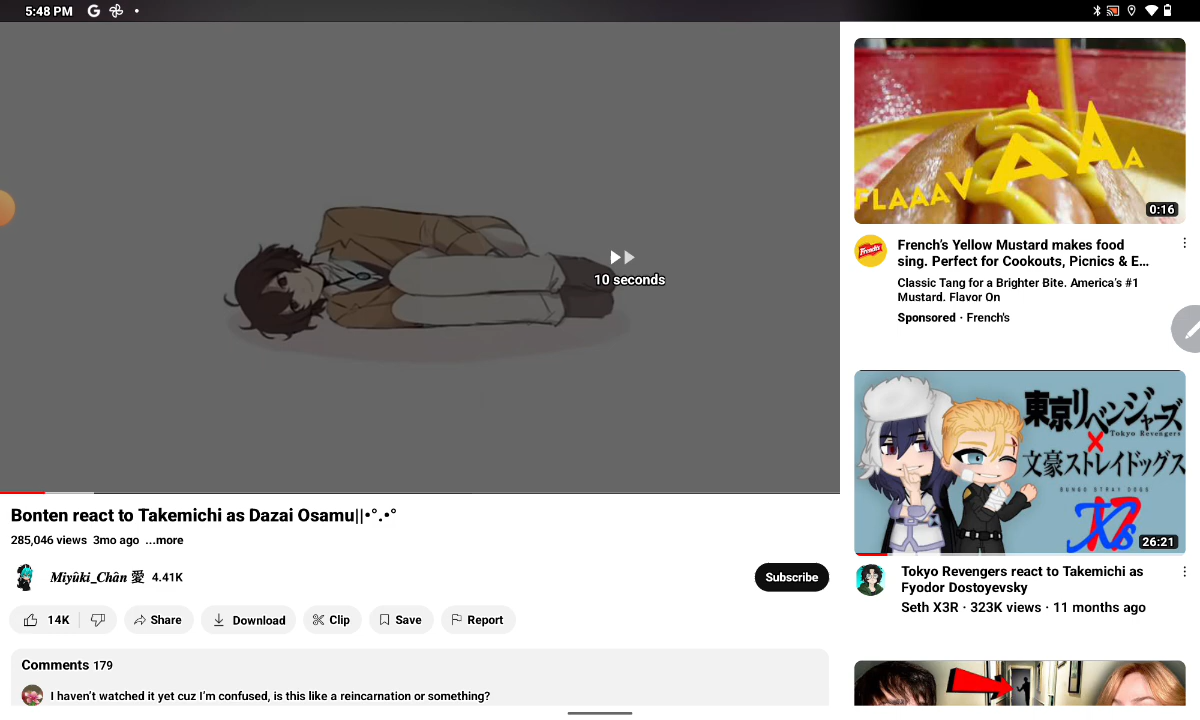 5:48 PM
10 seconds
Bonten react to Takemichi as Dazai Osamu||•°.•°
285,046 views 3mo ago ...more
Miyûki_Chân 愛 4.41K
Subscribe
14K
Share
Download
Clip
Save
Report
Comments 179
I haven't watched it yet cuz I'm confused, is this like a reincarnation or something?
FLAAAVAAAA
0:16
French's
French's Yellow Mustard makes food
sing. Perfect for Cookouts, Picnics & E...
Classic Tang for a Brighter Bite. America's #1
Mustard. Flavor On
Sponsored · French's
東京リベンジャーズ
Tokyo Revengers
×
文豪ストレイドッグス
BUNGO STRAY DOGS
26:21
Tokyo Revengers react to Takemichi as
Fyodor Dostoyevsky
Seth X3R · 323K views · 11 months ago